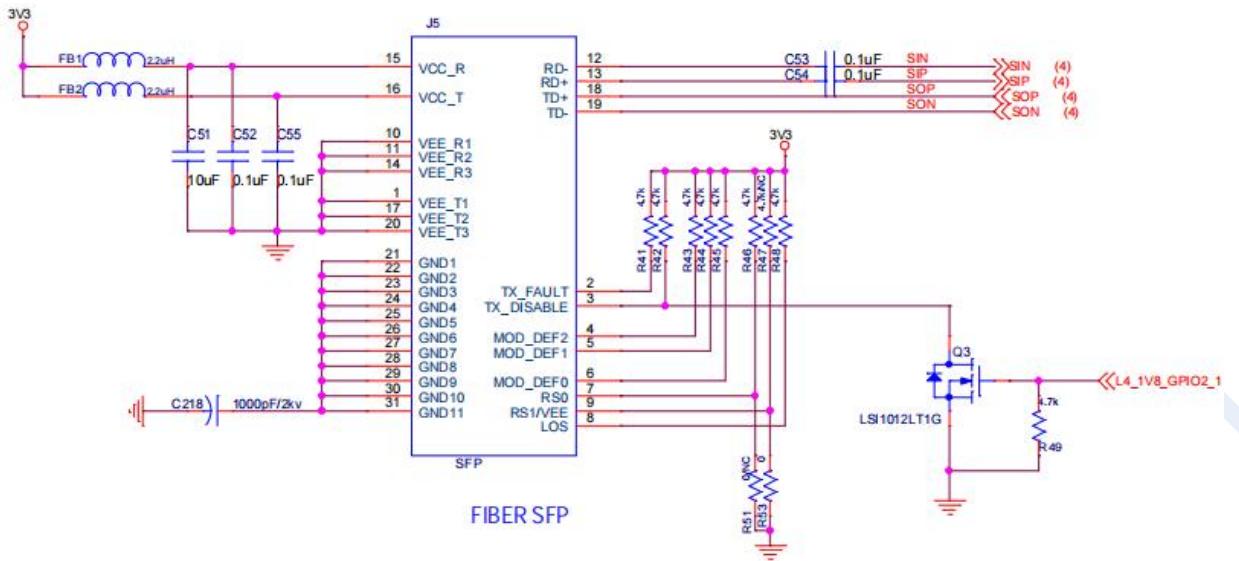 3V3
J5
FB1 2.2uH
FB2 2.2uH
15 VCC_R
16 VCC_T
C51 C52 C55
10uF 0.1uF 0.1uF
10 VEE_R1
11 VEE_R2
14 VEE_R3
1 VEE_T1
17 VEE_T2
20 VEE_T3
21 GND1
22 GND2
23 GND3
24 GND4
25 GND5
26 GND6
27 GND7
28 GND8
29 GND9
30 GND10
31 GND11
C218 1000pF/2kv
RD- 12 C53 0.1uF SIN SIN (4)
RD+ 13 C54 0.1uF SIP SIP (4)
TD+ 18 SOP SOP (4)
TD- 19 SON SON (4)
3V3
4.7k 4.7k 4.7k 4.7k 4.7k 4.7k 4.7k/NC 4.7k
R41 R42 R43 R44 R45 R46 R47 R48
TX_FAULT 2
TX_DISABLE 3
MOD_DEF2 4
MOD_DEF1 5
MOD_DEF0 6
RS0 7
RS1/VEE 9
LOS 8
Q3
LSI1012LT1G
L4_1V8_GPIO2_1
4.7k
R49
0/NC 0
R51 R53
SFP
FIBER SFP